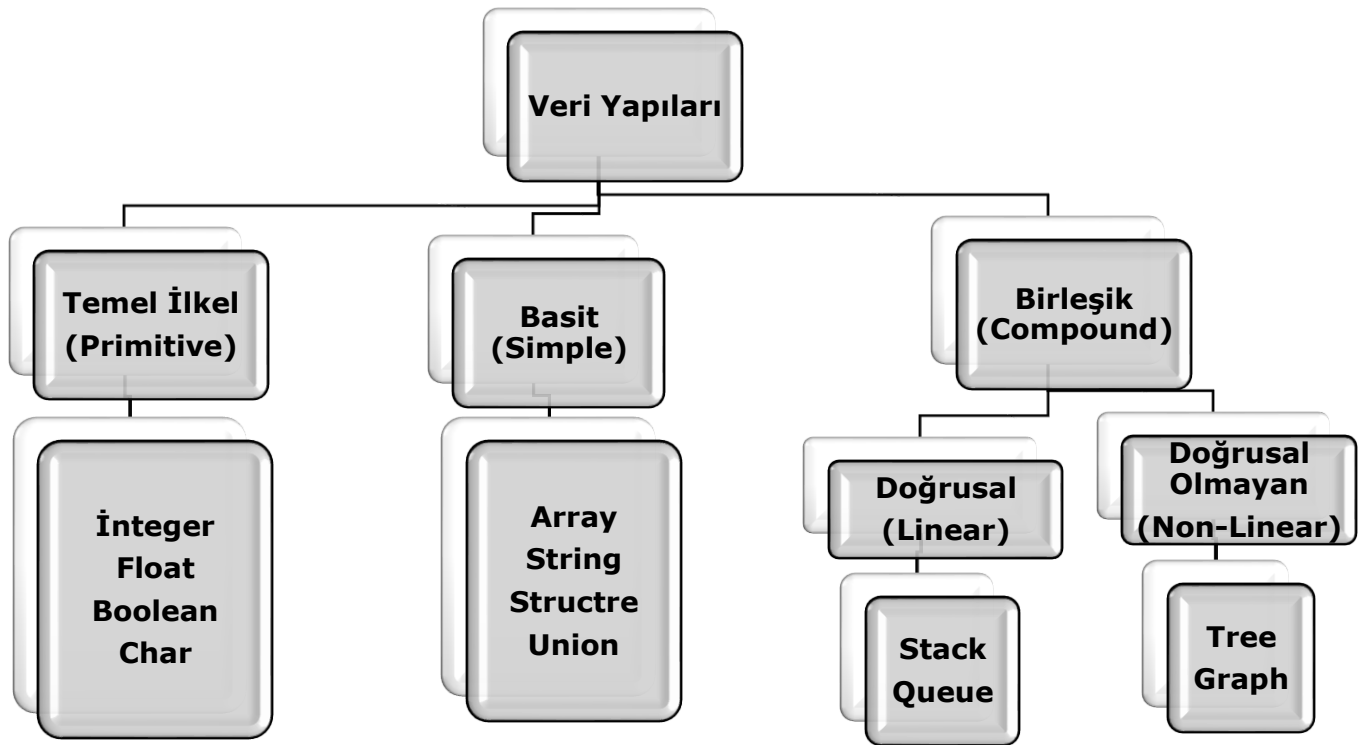 Veri Yapıları
Temel İlkel
(Primitive)
Basit
(Simple)
Birleşik
(Compound)
İnteger
Float
Boolean
Char
Array
String
Structre
Union
Doğrusal
(Linear)
Doğrusal
Olmayan
(Non-Linear)
Stack
Queue
Tree
Graph